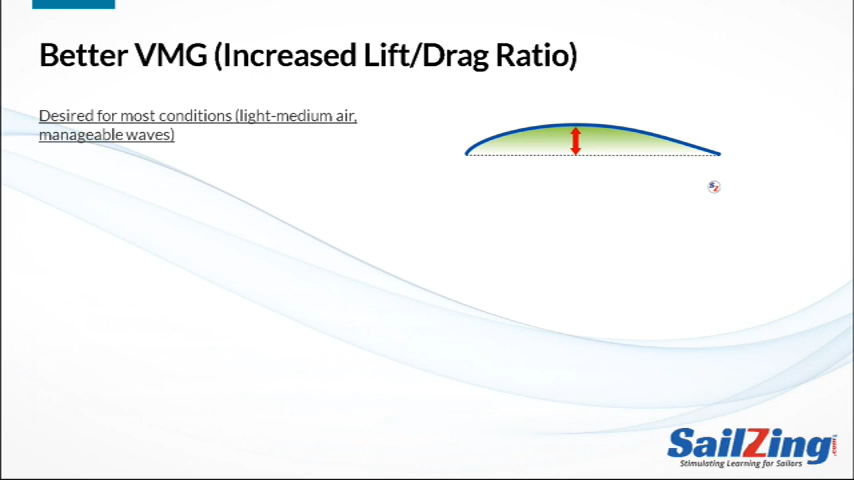 Better VMG (Increased Lift/Drag Ratio)
Desired for most conditions (light-medium air,
manageable waves)
SZ
SailZing.com
Stimulating Learning for Sailors